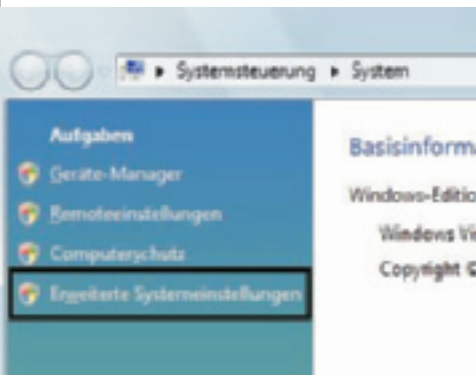 Systemsteuerung ▸ System
Aufgaben
Geräte-Manager
Remoteeinstellungen
Computerschutz
Erweiterte Systemeinstellungen
Basisinforma
Windows-Editio
Windows Vi
Copyright ©